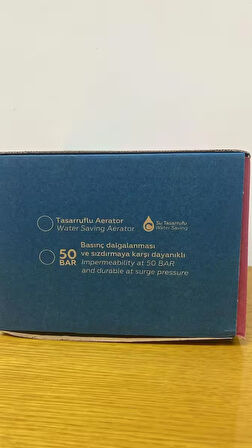 Tasarruflu Aerator
Water Saving Aerator
Su Tasarrufu
Water Saving
50
BAR
Basınç dalgalanması
ve sızdırmaya karşı dayanıklı
Impermeability at 50 BAR
and durable at surge pressure